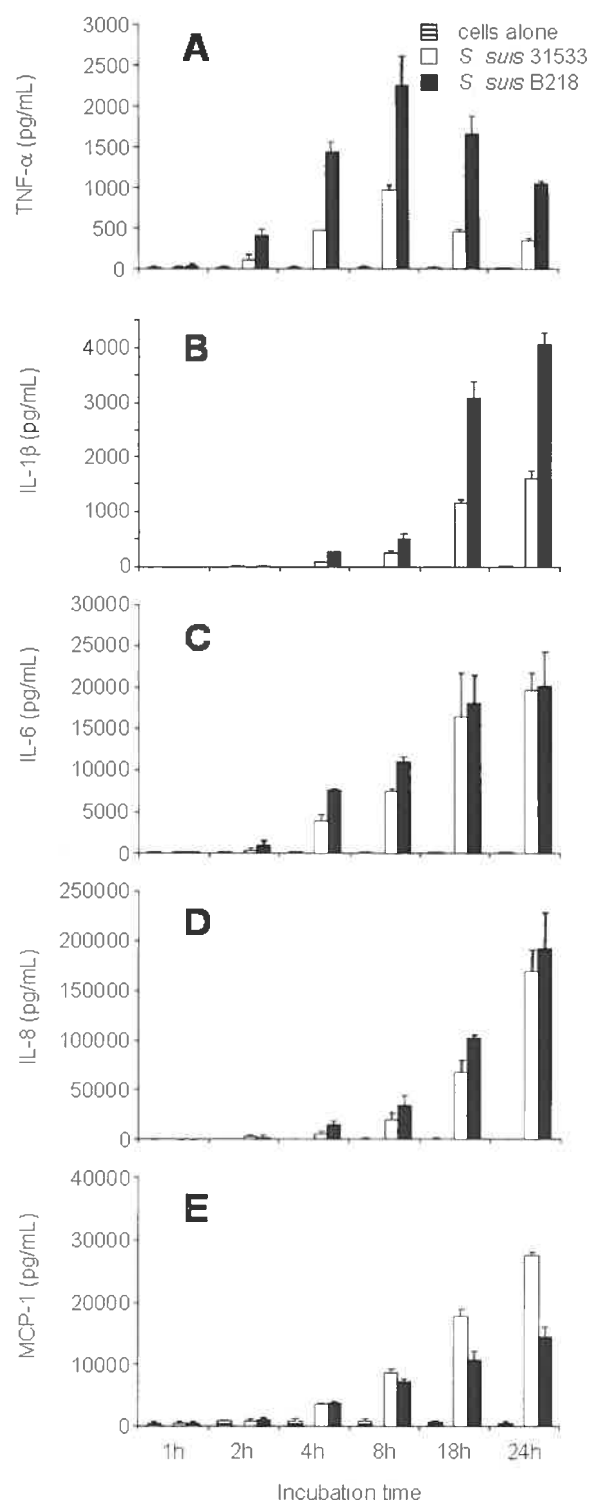 A
cells alone
S suis 31533
S suis B218
TNF-α (pg/mL)
3000
2500
2000
1500
1000
500
0
B
IL-1β (pg/mL)
4000
3000
2000
1000
0
C
IL-6 (pg/mL)
30000
25000
20000
15000
10000
5000
0
D
IL-8 (pg/mL)
250000
200000
150000
100000
50000
0
E
MCP-1 (pg/mL)
40000
30000
20000
10000
0
1h 2h 4h 8h 18h 24h
Incubation time